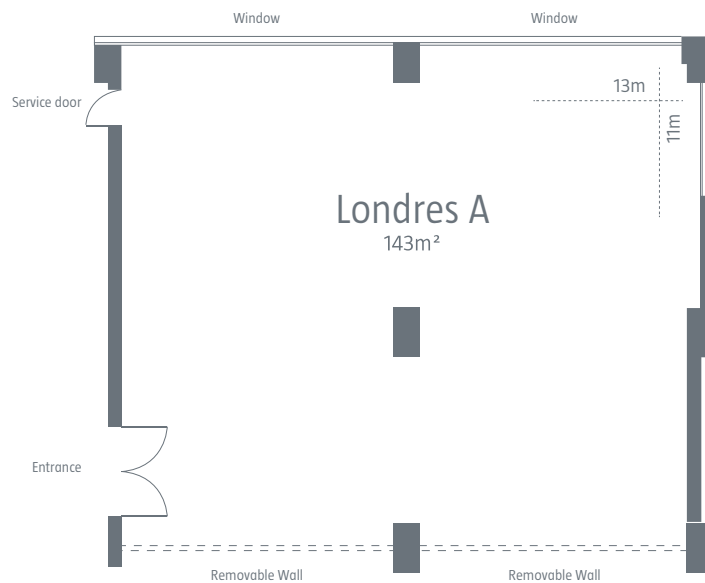 Window
Window
13m
Service door
11m
Londres A
143m²
Entrance
Removable Wall
Removable Wall